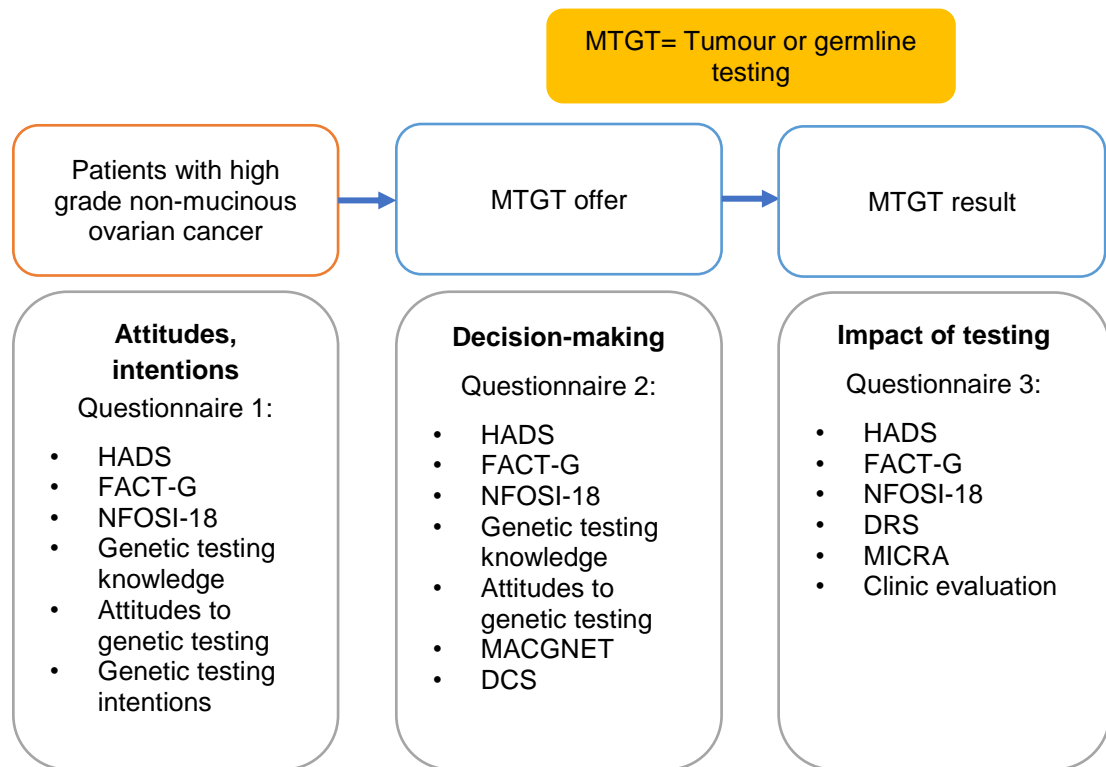 MTGT= Tumour or germline
testing
Patients with high
grade non-mucinous
ovarian cancer
MTGT offer
MTGT result
Attitudes,
intentions
Questionnaire 1:
• HADS
• FACT-G
• NFOSI-18
• Genetic testing
knowledge
• Attitudes to
genetic testing
• Genetic testing
intentions
Decision-making
Questionnaire 2:
• HADS
• FACT-G
• NFOSI-18
• Genetic testing
knowledge
• Attitudes to
genetic testing
• MACGNET
• DCS
Impact of testing
Questionnaire 3:
• HADS
• FACT-G
• NFOSI-18
• DRS
• MICRA
• Clinic evaluation